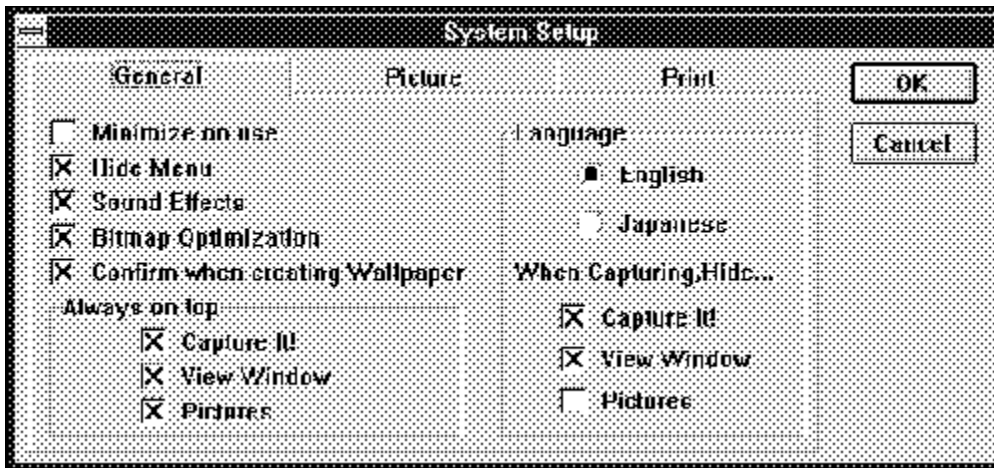 System Setup
General
Picture
Print
OK
Cancel
Minimize on use
Hide Menu
Sound Effects
Bitmap Optimization
Confirm when creating Wallpaper
Always on top
Capture It!
View Window
Pictures
Language
English
Japanese
When Capturing,Hide...
Capture It!
View Window
Pictures